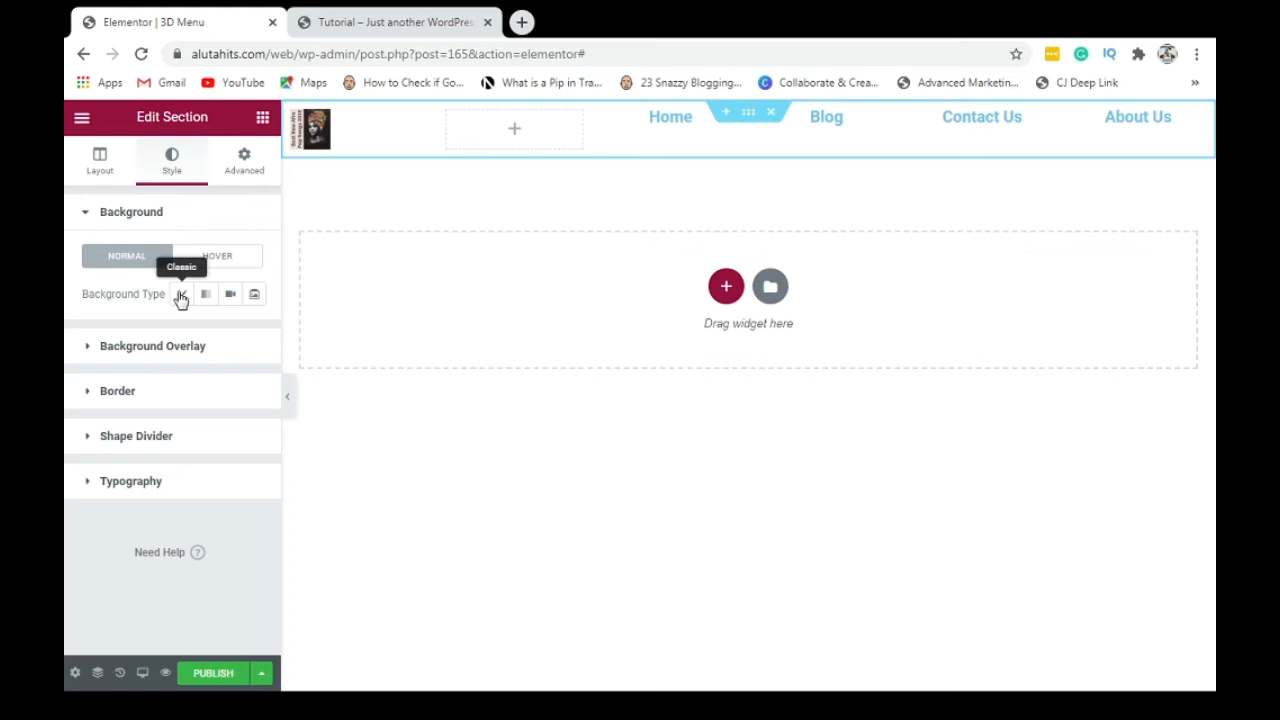 Elementor | 3D Menu
Tutorial – Just another WordPres
alutahits.com/web/wp-admin/post.php?post=165&action=elementor#
Apps Gmail YouTube Maps How to Check if Go... What is a Pip in Tra... 23 Snazzy Blogging... Collaborate & Crea... Advanced Marketin... CJ Deep Link »
Edit Section
Layout Style Advanced
Home Blog Contact Us About Us
Background
NORMAL HOVER
Classic
Background Type
Background Overlay
Border
Shape Divider
Typography
Need Help ?
PUBLISH
Drag widget here